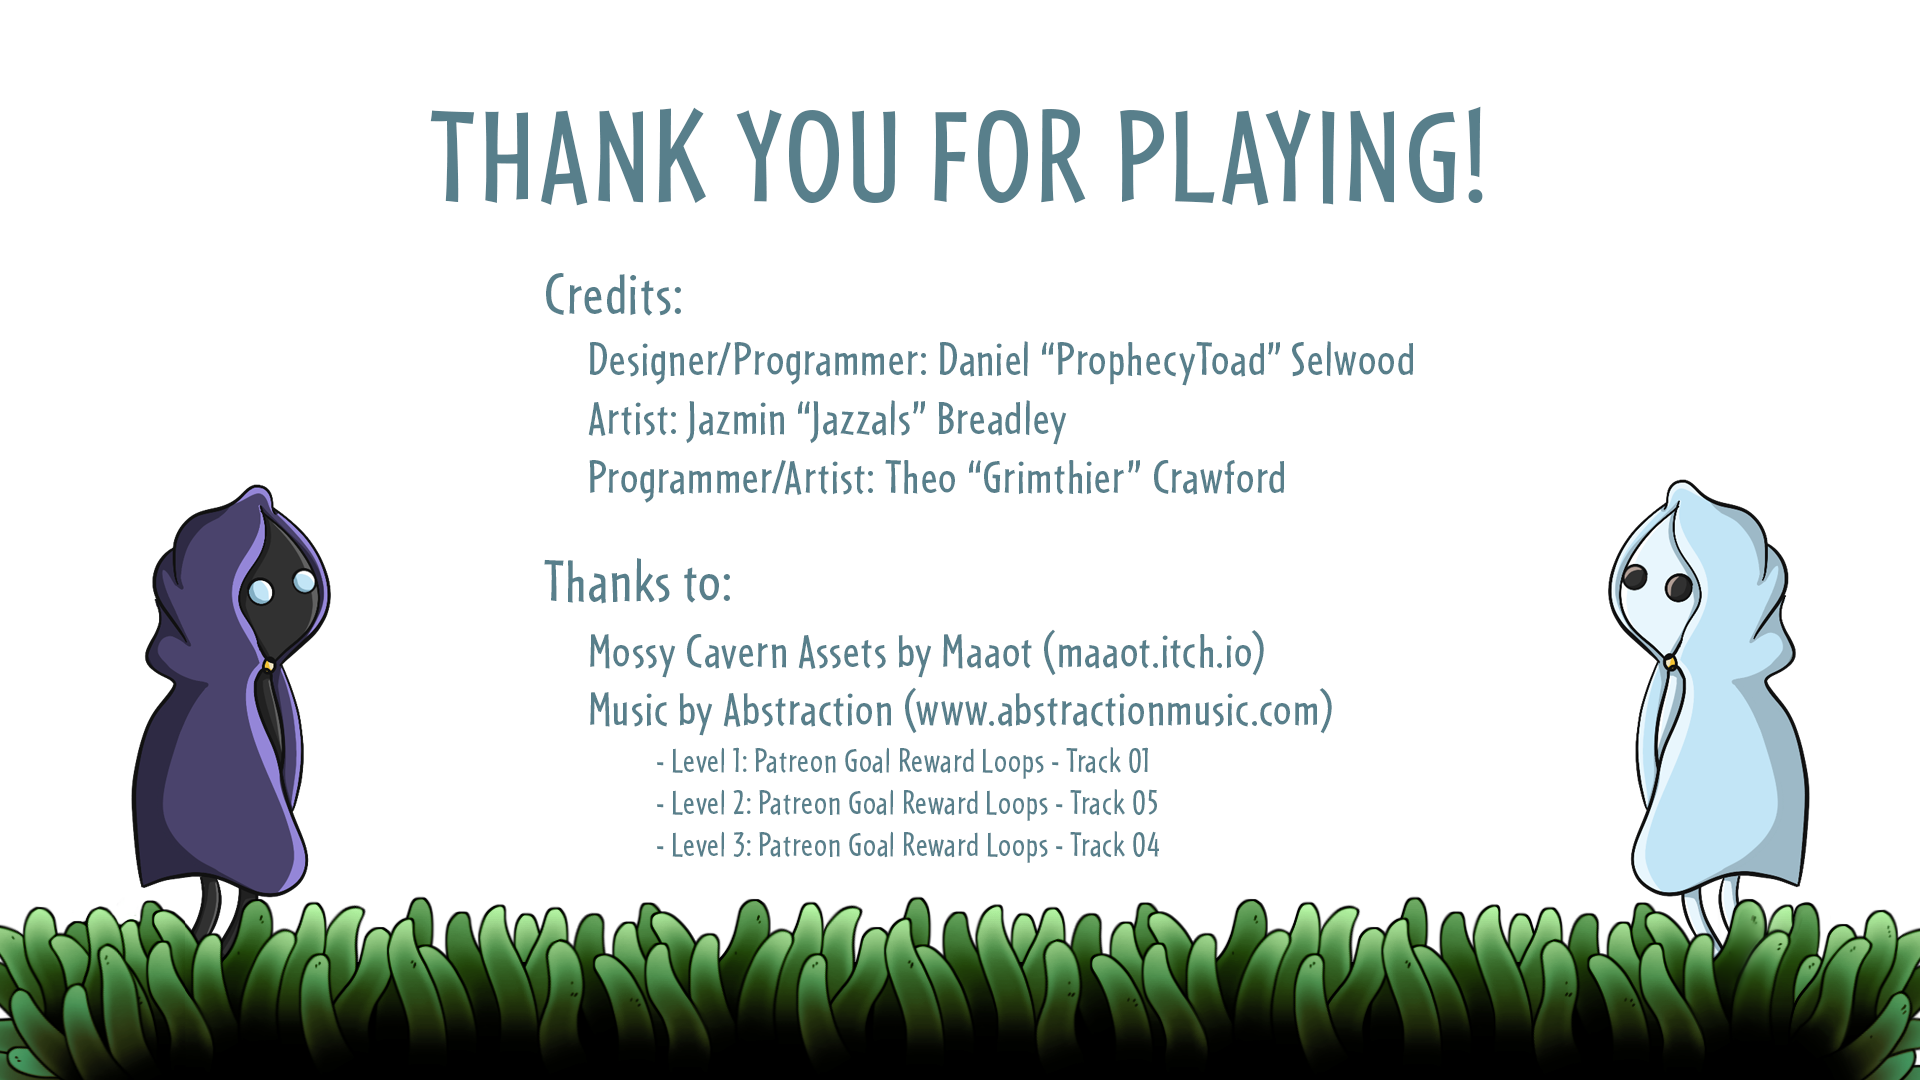 THANK YOU FOR PLAYING!
Credits:
Designer/Programmer: Daniel “ProphecyToad” Selwood
Artist: Jazmin “Jazzals” Breadley
Programmer/Artist: Theo “Grimthier” Crawford
Thanks to:
Mossy Cavern Assets by Maaot (maaot.itch.io)
Music by Abstraction (www.abstractionmusic.com)
- Level 1: Patreon Goal Reward Loops - Track 01
- Level 2: Patreon Goal Reward Loops - Track 05
- Level 3: Patreon Goal Reward Loops - Track 04